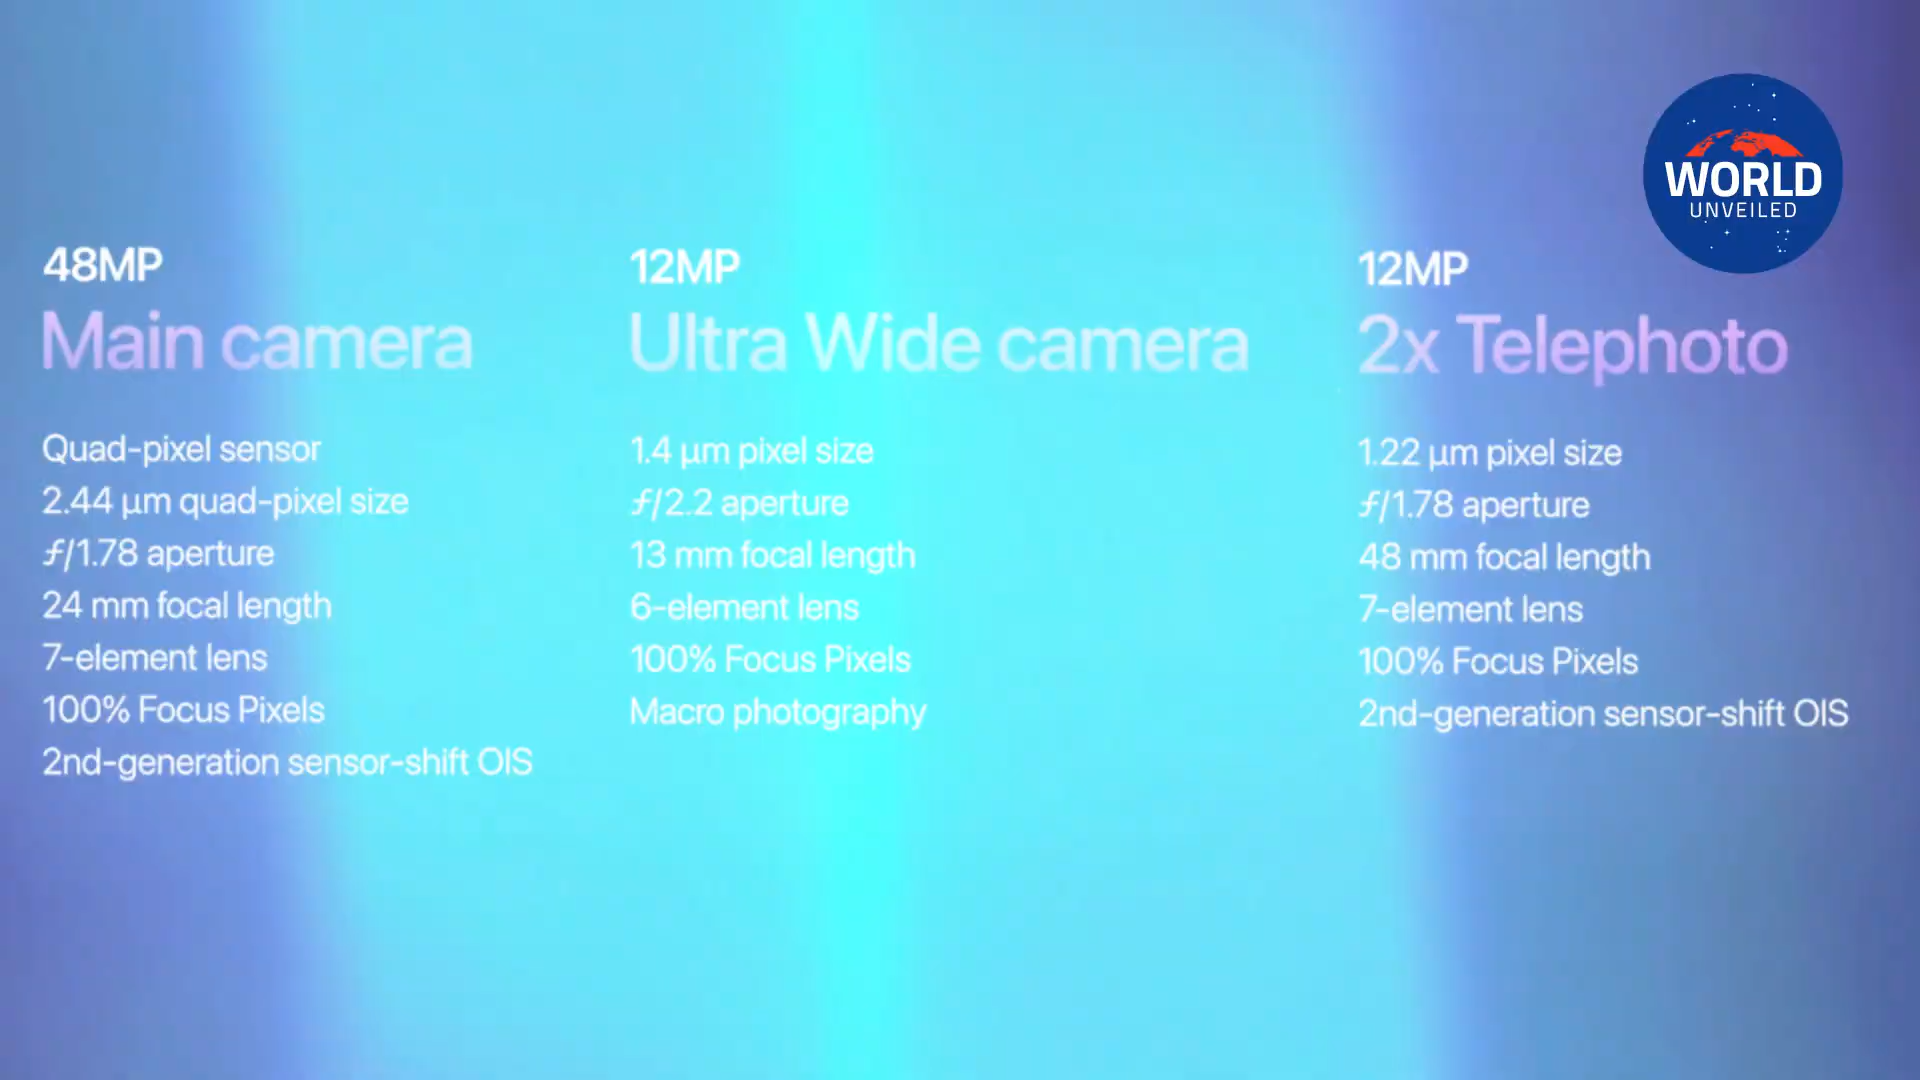 48MP
Main camera
Quad-pixel sensor
2.44 µm quad-pixel size
ƒ/1.78 aperture
24 mm focal length
7-element lens
100% Focus Pixels
2nd-generation sensor-shift OIS
12MP
Ultra Wide camera
1.4 µm pixel size
ƒ/2.2 aperture
13 mm focal length
6-element lens
100% Focus Pixels
Macro photography
12MP
2x Telephoto
1.22 µm pixel size
ƒ/1.78 aperture
48 mm focal length
7-element lens
100% Focus Pixels
2nd-generation sensor-shift OIS
WORLD
UNVEILED